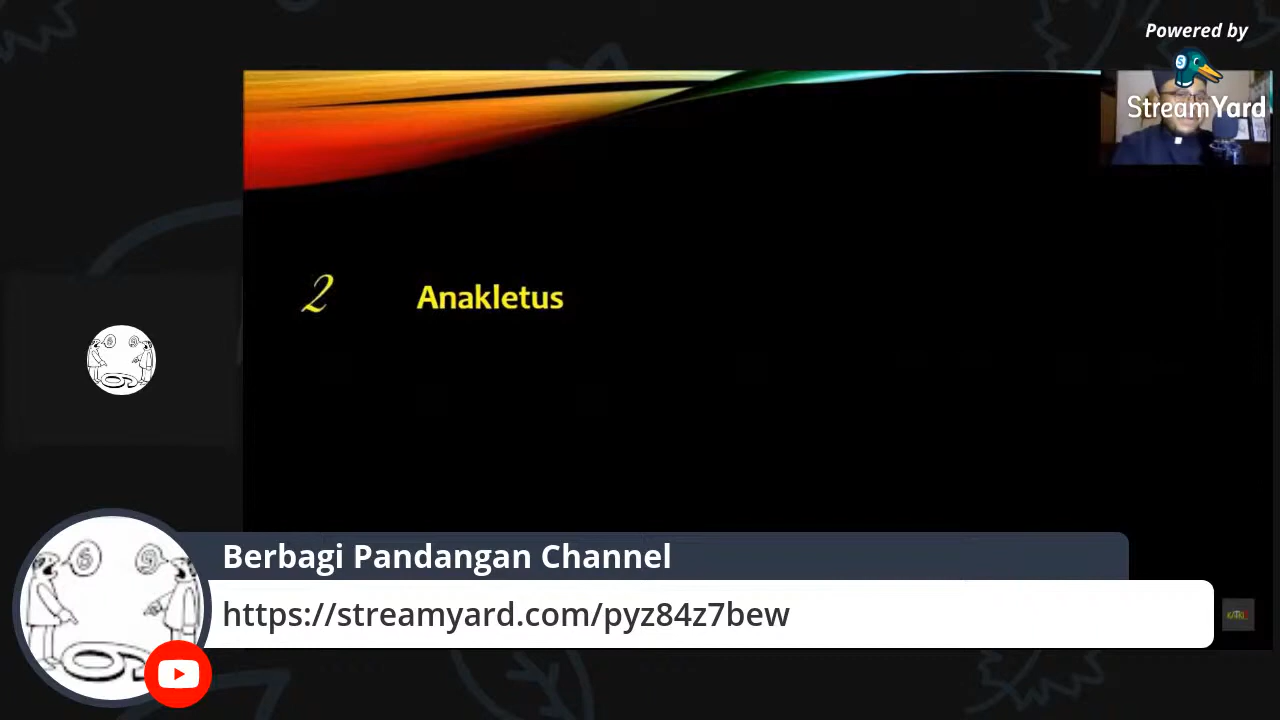 Powered by
StreamYard
2 Anakletus
Berbagi Pandangan Channel
https://streamyard.com/pyz84z7bew